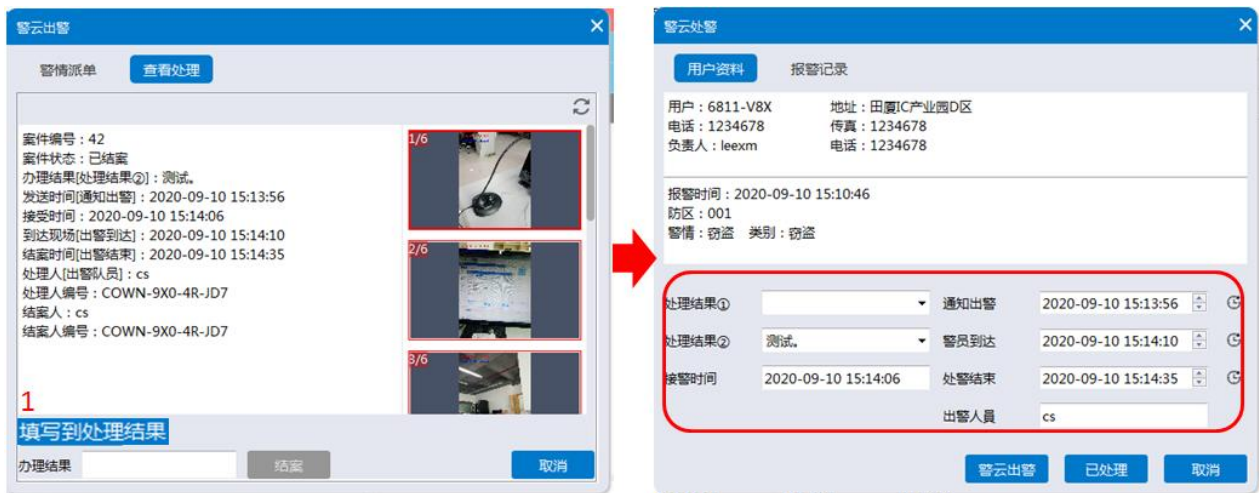 警云出警
警情派单 查看处理
案件编号：42
案件状态：已结案
办理结果[处理结果②]：测试。
发送时间[通知出警]：2020-09-10 15:13:56
接受时间：2020-09-10 15:14:06
到达现场[出警到达]：2020-09-10 15:14:10
结案时间[出警结束]：2020-09-10 15:14:35
处理人[出警队员]：cs
处理人编号：COWN-9X0-4R-JD7
结案人：cs
结案人编号：COWN-9X0-4R-JD7
1/6
2/6
3/6
1
填写到处理结果
办理结果 结案 取消
警云处警
用户资料 报警记录
用户：6811-V8X 地址：田厦IC产业园D区
电话：1234678 传真：1234678
负责人：leexm 电话：1234678
报警时间：2020-09-10 15:10:46
防区：001
警情：窃盗 类别：窃盗
处理结果① 通知出警 2020-09-10 15:13:56
处理结果② 测试。 警员到达 2020-09-10 15:14:10
接警时间 2020-09-10 15:14:06 处警结束 2020-09-10 15:14:35
出警人员 cs
警云出警 已处理 取消